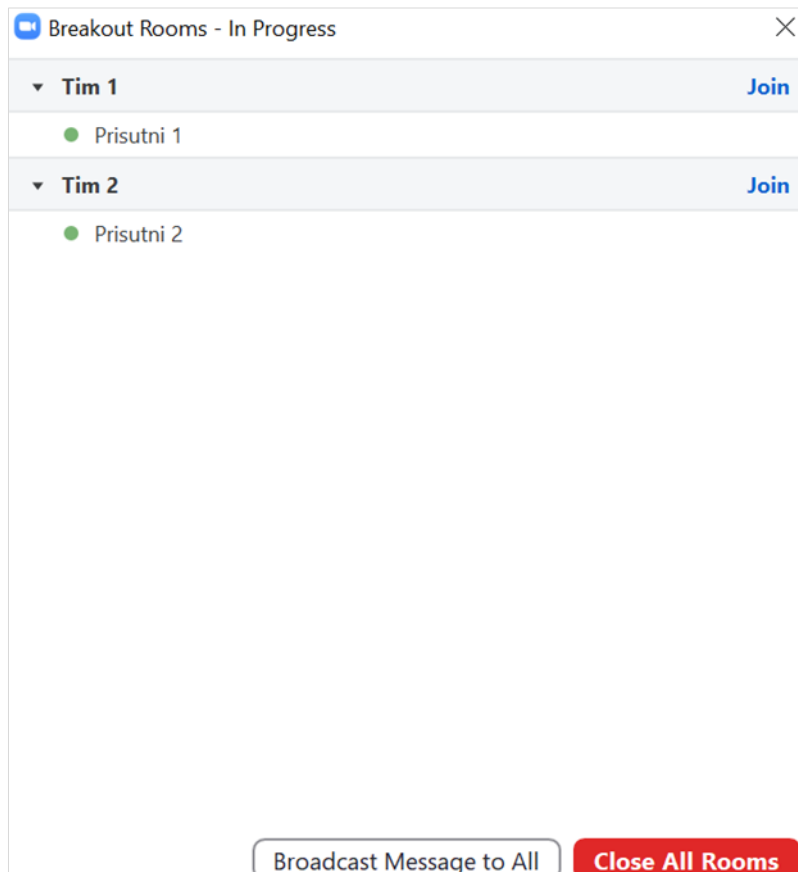 Breakout Rooms - In Progress
Tim 1 Join
Prisutni 1
Tim 2 Join
Prisutni 2
Broadcast Message to All Close All Rooms